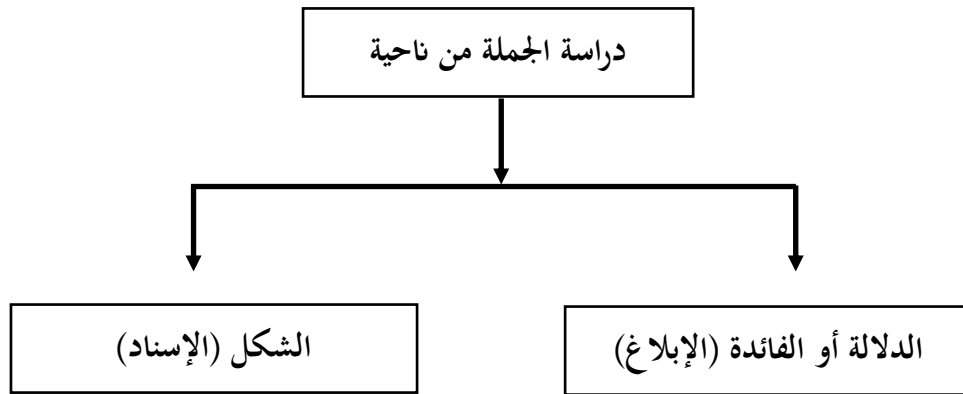 دراسة الجملة من ناحية
الدلالة أو الفائدة (الإبلاغ)
الشكل (الإسناد)